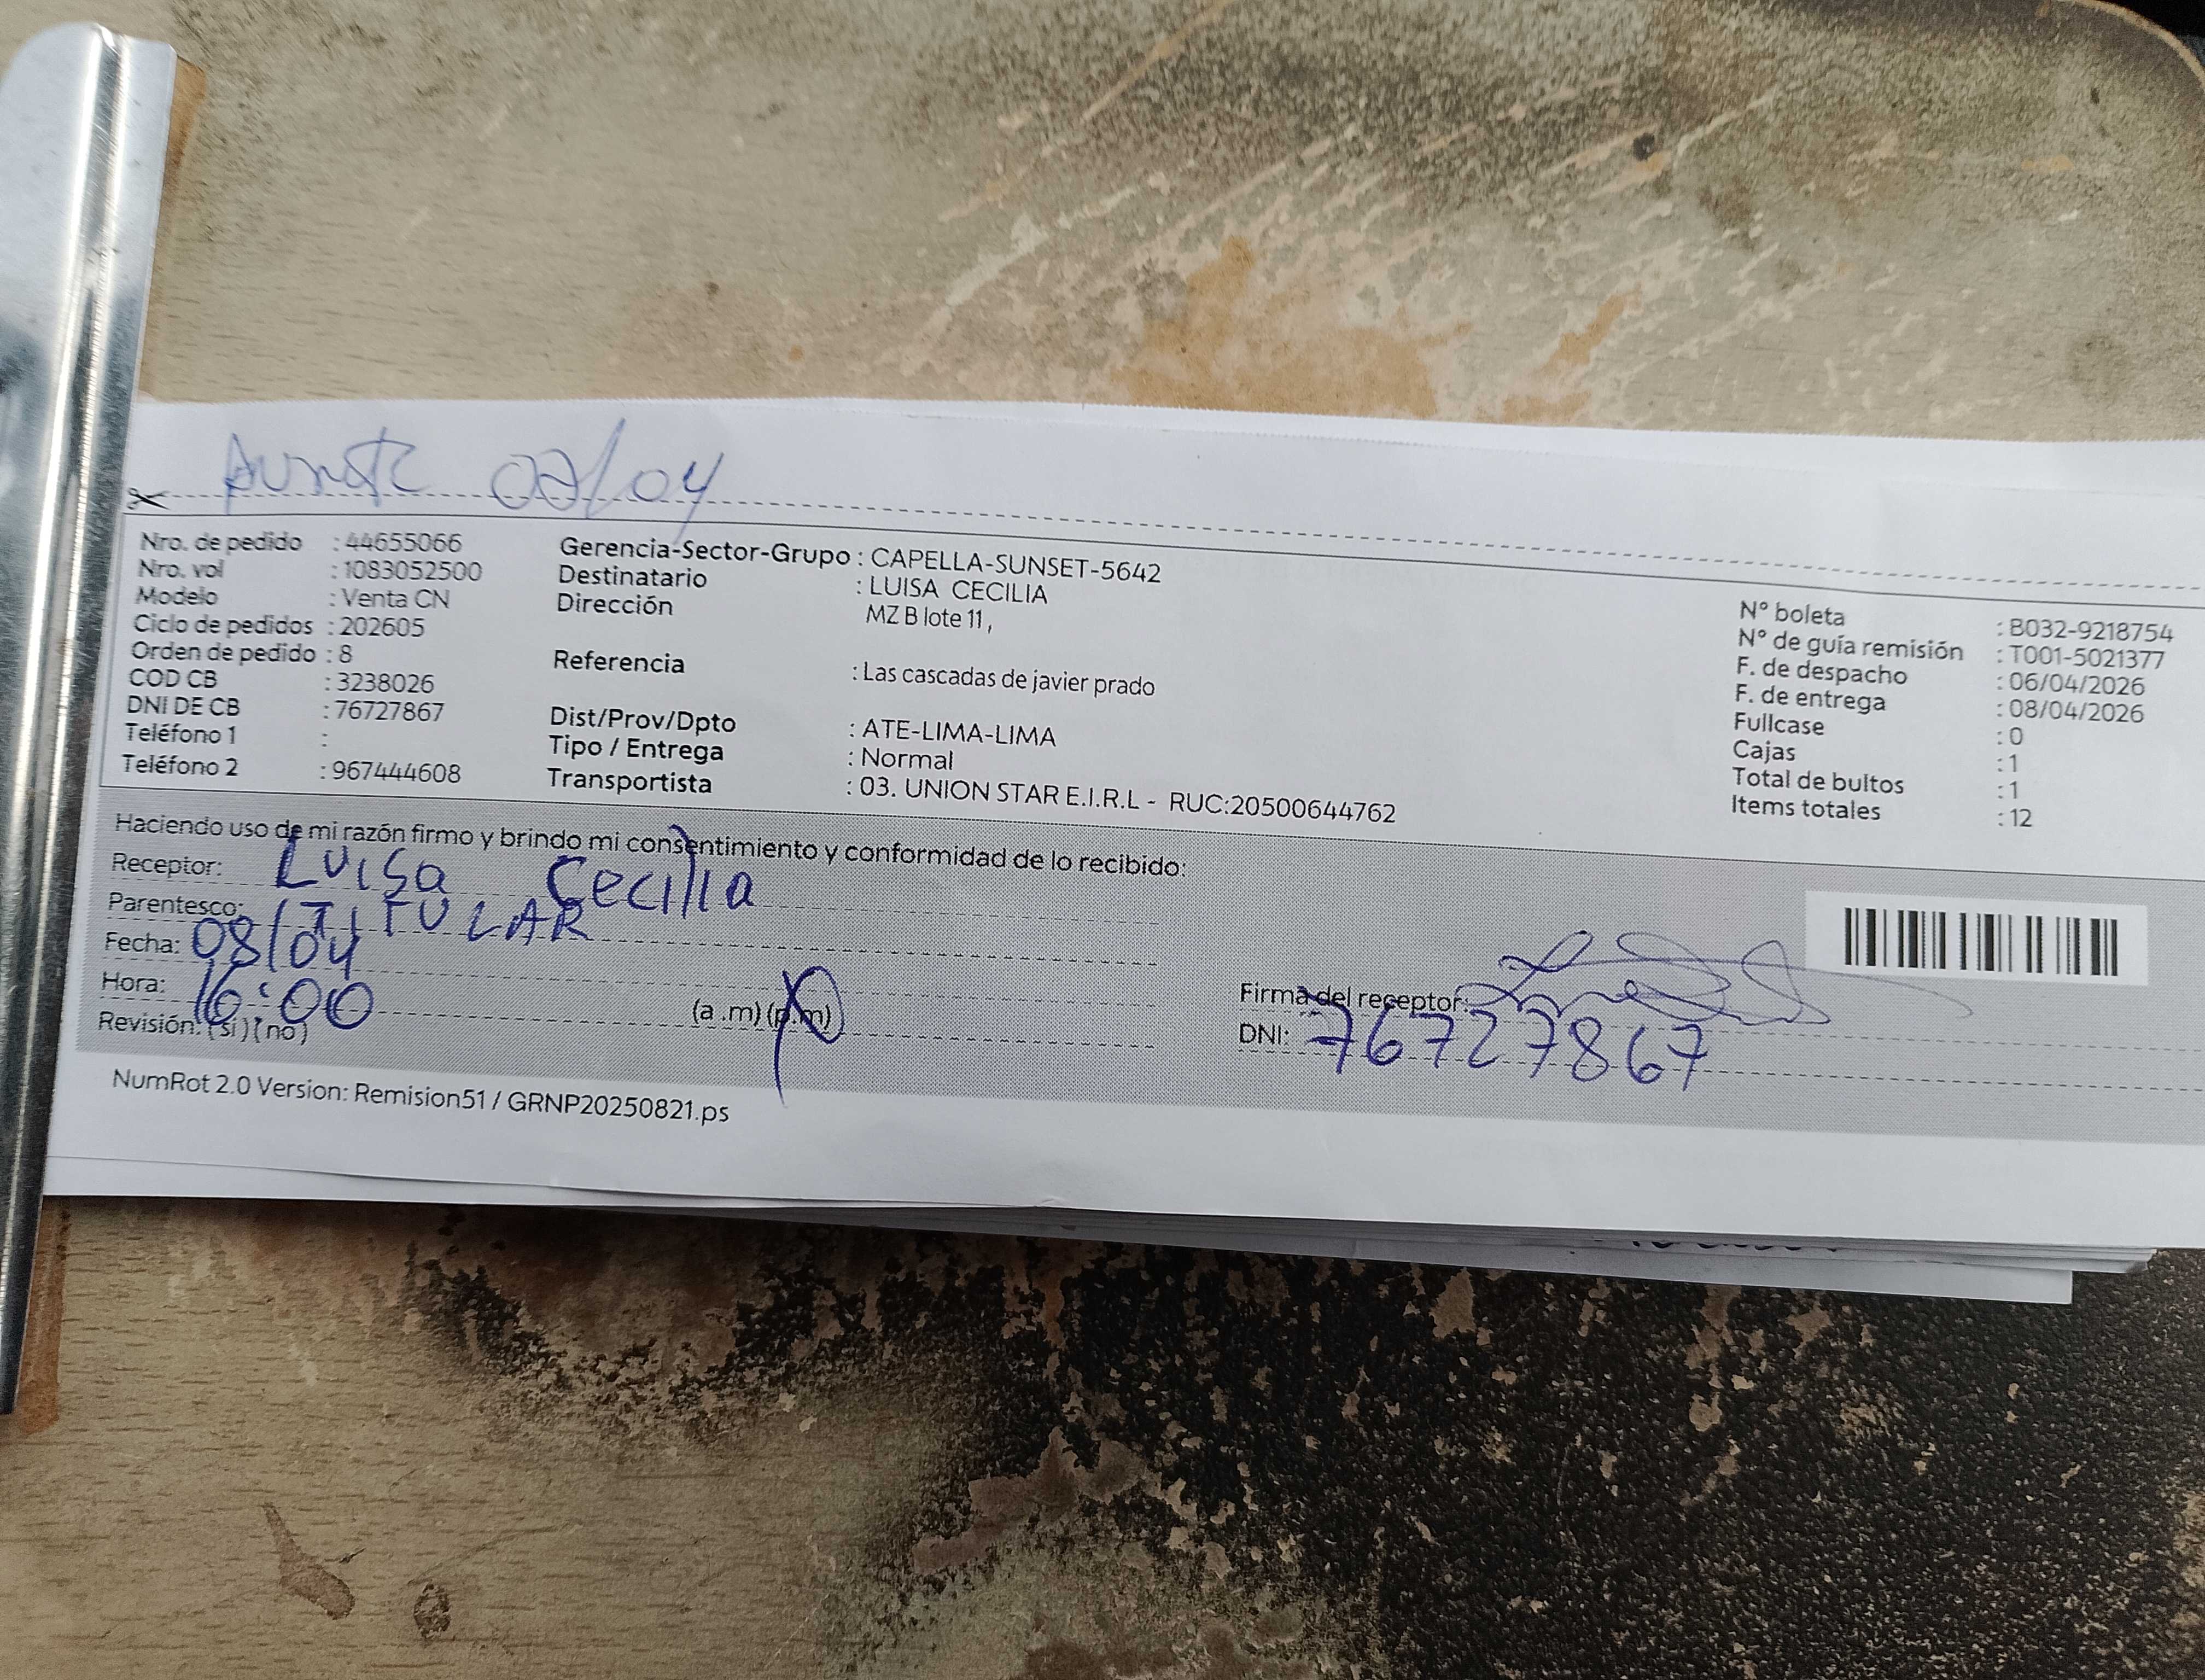 08/04
Nro. de pedido : 44655066
Nro. vol : 1083052500
Modelo : Venta CN
Ciclo de pedidos : 202605
Orden de pedido : 8
COD CB : 3238026
DNI DE CB : 76727867
Teléfono 1 :
Teléfono 2 : 967444608
Gerencia-Sector-Grupo : CAPELLA-SUNSET-5642
Destinatario : LUISA CECILIA
Dirección MZ B lote 11 ,
Referencia : Las cascadas de javier prado
Dist/Prov/Dpto : ATE-LIMA-LIMA
Tipo / Entrega : Normal
Transportista : 03. UNION STAR E.I.R.L - RUC:20500644762
N° boleta : B032-9218754
N° de guía remisión : T001-5021377
F. de despacho : 06/04/2026
F. de entrega : 08/04/2026
Fullcase : 0
Cajas : 1
Total de bultos : 1
Items totales : 12
Haciendo uso de mi razón firmo y brindo mi consentimiento y conformidad de lo recibido:
Receptor: Luisa Cecilia
Parentesco: TITULAR
Fecha: 08/04
Hora: 16:00 (a .m) (p.m)
Revisión: (si) (no)
Firma del receptor:
DNI: 76727867
NumRot 2.0 Version: Remision51 / GRNP20250821.ps